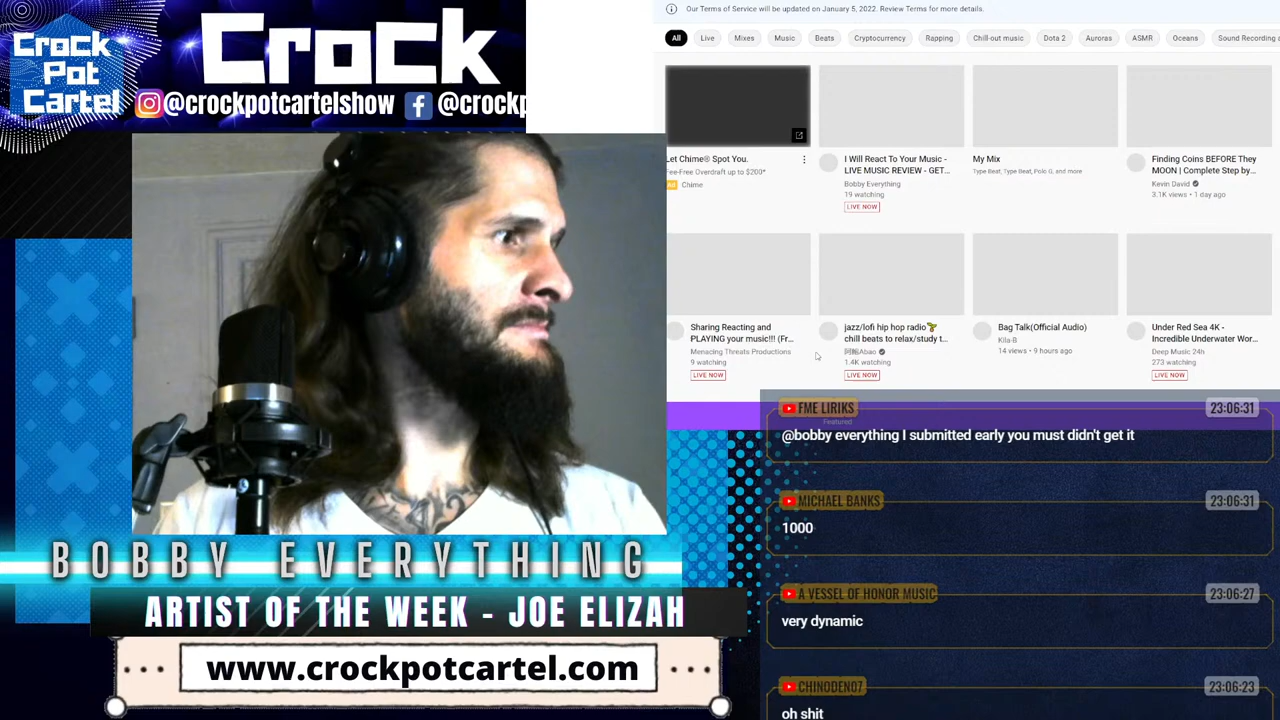 Crock
Pot
Cartel
Crock
@crockpotcartelshow
@crockp
Our Terms of Service will be updated on January 5, 2022. Review Terms for more details.
All
Live
Mixes
Music
Beats
Cryptocurrency
Rapping
Chill-out music
Dota 2
Auroras
ASMR
Oceans
Sound Recording a
Let Chime® Spot You.
Fee-Free Overdraft up to $200*
Ad Chime
I Will React To Your Music -
LIVE MUSIC REVIEW - GET...
Bobby Everything
19 watching
LIVE NOW
My Mix
Type Beat, Type Beat, Polo G, and more
Finding Coins BEFORE They
MOON | Complete Step by...
Kevin David
3.1K views • 1 day ago
Sharing Reacting and
PLAYING your music!!! (Fr...
Menacing Threats Productions
9 watching
LIVE NOW
jazz/lofi hip hop radio🌱
chill beats to relax/study t...
阿鲍Abao
1.4K watching
LIVE NOW
Bag Talk(Official Audio)
Kila-B
14 views • 9 hours ago
Under Red Sea 4K -
Incredible Underwater Wor...
Deep Music 24h
273 watching
LIVE NOW
Featured
FME LIRIKS
23:06:31
@bobby everything I submitted early you must didn't get it
MICHAEL BANKS
23:06:31
1000
A VESSEL OF HONOR MUSIC
23:06:27
very dynamic
CHINODEN07
23:06:23
oh shit
BOBBY EVERYTHING
ARTIST OF THE WEEK - JOE ELIZAH
www.crockpotcartel.com